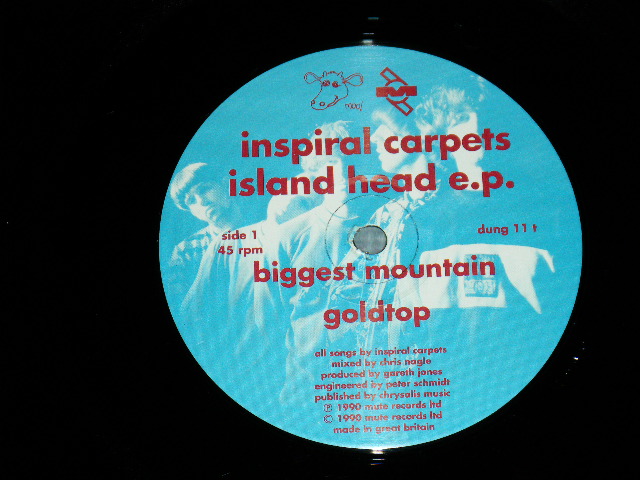 moo!
M
inspiral carpets
island head e.p.
side 1
45 rpm
dung 11 t
biggest mountain
goldtop
all songs by inspiral carpets
mixed by chris nagle
produced by gareth jones
engineered by peter schmidt
published by chrysalis music
℗ 1990 mute records ltd
© 1990 mute records ltd
made in great britain